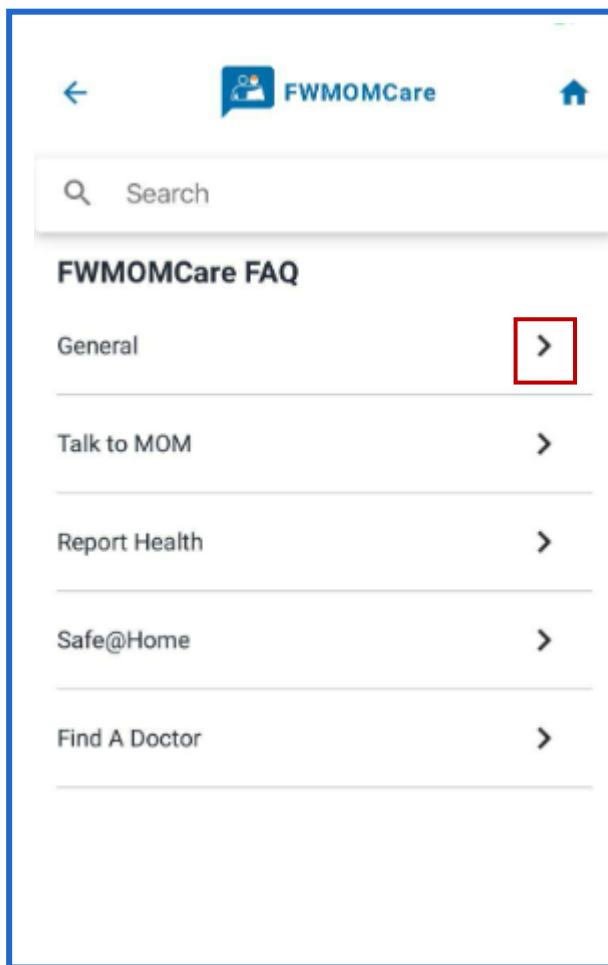 FWMOMCare
Search
FWMOMCare FAQ
General
Talk to MOM
Report Health
Safe@Home
Find A Doctor